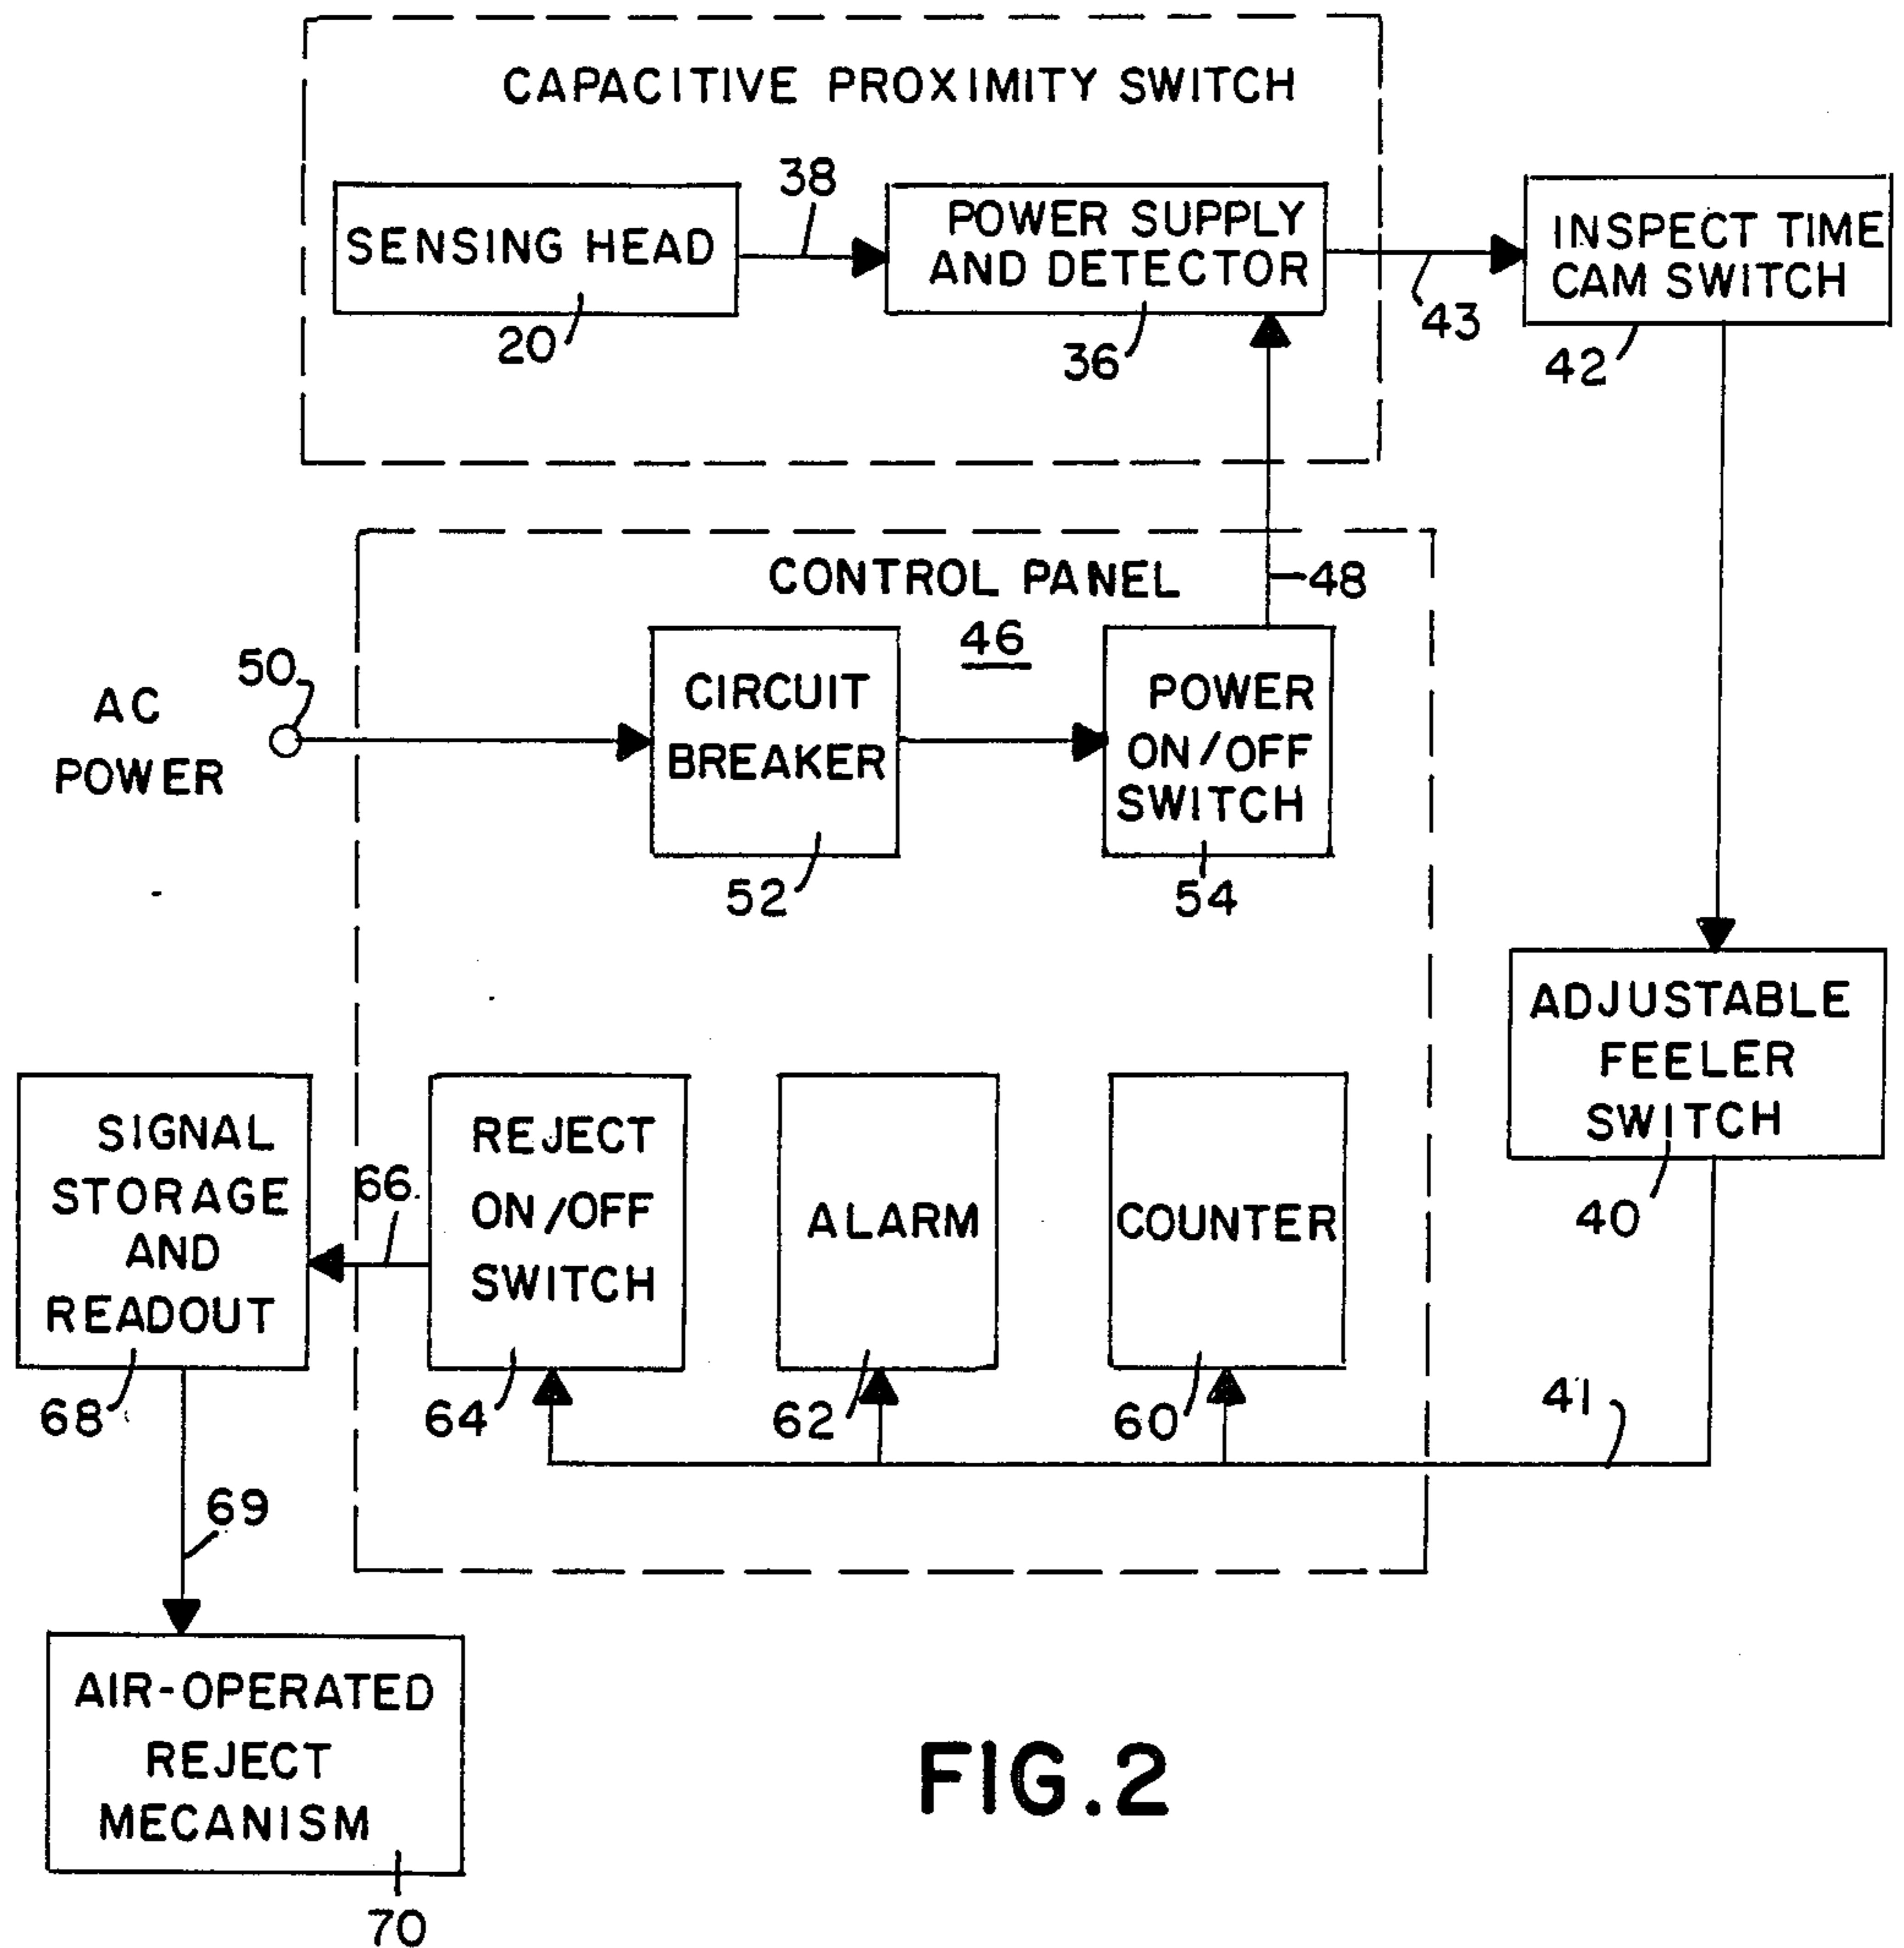 CAPACITIVE PROXIMITY SWITCH
SENSING HEAD
20
38
POWER SUPPLY
AND DETECTOR
36
43
INSPECT TIME
CAM SWITCH
42
CONTROL PANEL
46
48
AC
POWER
50
CIRCUIT
BREAKER
52
POWER
ON/OFF
SWITCH
54
ADJUSTABLE
FEELER
SWITCH
40
SIGNAL
STORAGE
AND
READOUT
68
66
REJECT
ON/OFF
SWITCH
64
ALARM
62
COUNTER
60
41
69
AIR-OPERATED
REJECT
MECANISM
70
FIG.2